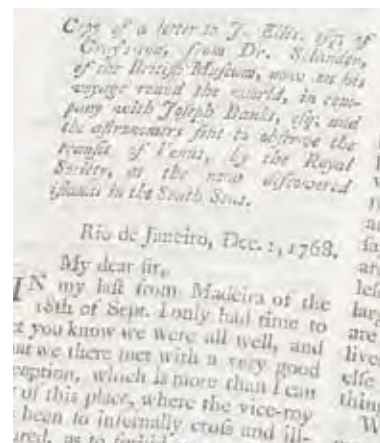 Copy of a letter to J. Ellis, esq; of
from Dr. Solander,
of the British Museum, now on his
voyage round the world, in com-
pany with Joseph Banks, esq; and
the astronomers sent to observe the
transit of Venus, by the Royal
Society, at the new discovered
islands in the South Seas.
Rio de Janeiro, Dec. 1, 1768.
My dear sir,
IN my last from Madeira of the
18th of Sept. I only had time to
you know we were all well, and
we there met with a very good
ception, which is more than I can
of this place, where the vice-roy
been so infernally cross and ill-
ured, as to